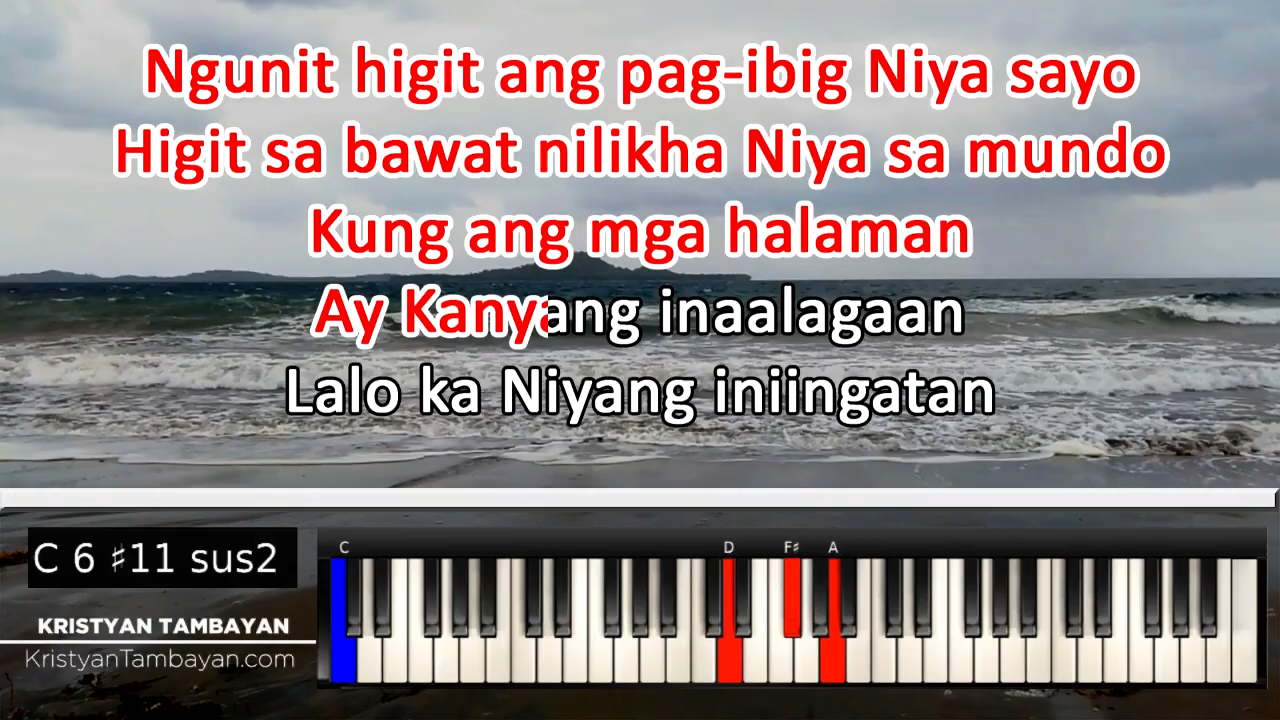 Ngunit higit ang pag-ibig Niya sayo
Higit sa bawat nilikha Niya sa mundo
Kung ang mga halaman
Ay Kanyang inaalagaan
Lalo ka Niyang iniingatan
C 6 ♯11 sus2
C D F♯ A
KRISTYAN TAMBAYAN
KristyanTambayan.com